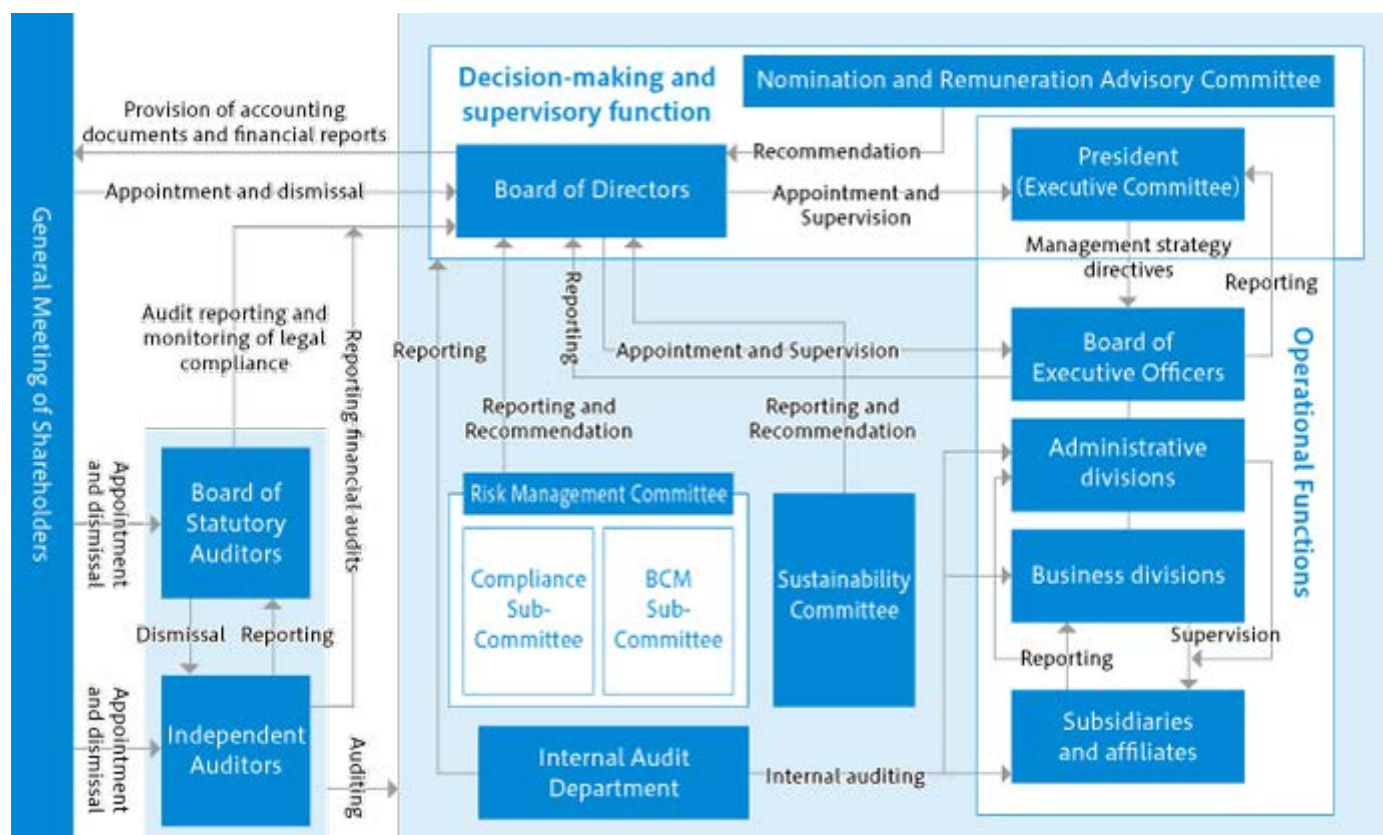 General Meeting of Shareholders
Provision of accounting
documents and financial reports
Appointment and dismissal
Decision-making and
supervisory function
Nomination and Remuneration Advisory Committee
Recommendation
Board of Directors
Appointment and
Supervision
President
(Executive Committee)
Management strategy
directives
Reporting
Audit reporting and
monitoring of legal
compliance
Reporting financial audits
Reporting
Reporting
Appointment and Supervision
Board of
Executive Officers
Operational Functions
Reporting and
Recommendation
Reporting and
Recommendation
Administrative
divisions
Appointment
and dismissal
Board of
Statutory
Auditors
Risk Management Committee
Compliance
Sub-
Committee
BCM
Sub-
Committee
Sustainability
Committee
Business divisions
Dismissal
Reporting
Supervision
Reporting
Appointment
and dismissal
Independent
Auditors
Auditing
Internal Audit
Department
Internal auditing
Subsidiaries
and affiliates